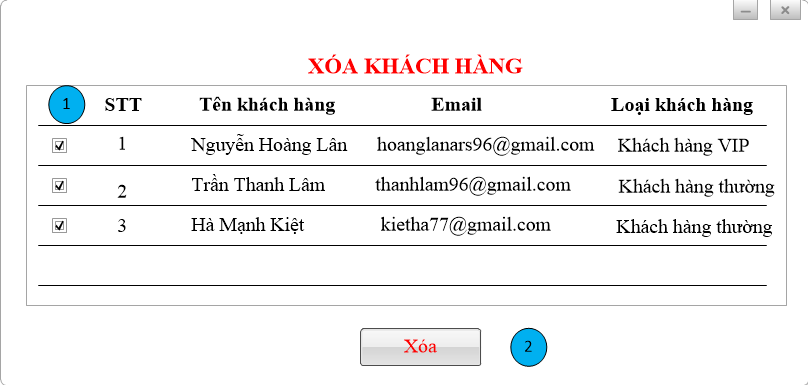 XÓA KHÁCH HÀNG
1 STT Tên khách hàng Email Loại khách hàng
1 Nguyễn Hoàng Lân hoanglanars96@gmail.com Khách hàng VIP
2 Trần Thanh Lâm thanhlam96@gmail.com Khách hàng thường
3 Hà Mạnh Kiệt kietha77@gmail.com Khách hàng thường
Xóa 2